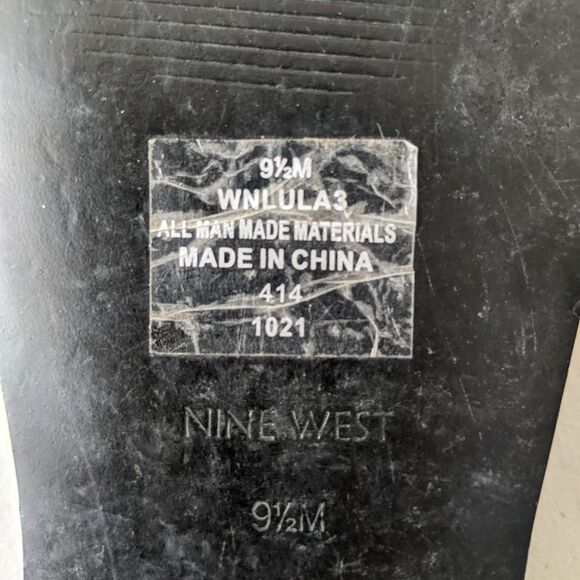 9½M
WNLULA3
ALL MAN MADE MATERIALS
MADE IN CHINA
414
1021
NINE WEST
9½M